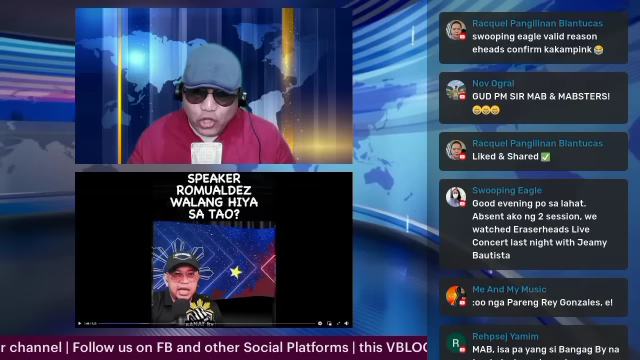 SPEAKER
ROMUALDEZ
WALANG HIYA
SA TAO?
r channel | Follow us on FB and other Social Platforms | this VBLOG
Racquel Pangilinan Blantucas
swooping eagle valid reason
eheads confirm kakampink 😂
Nov Ogral
GUD PM SIR MAB & MABSTERS!
😁😁😁
Racquel Pangilinan Blantucas
Liked & Shared ✅
Swooping Eagle
Good evening po sa lahat.
Absent ako ng 2 session, we
watched Eraserheads Live
Concert last night with Jeamy
Bautista
Me And My Music
:oo nga Pareng Rey Gonzales, e!
R
Rehpsej Yamim
MAB, isa pa yang si Bangag By na